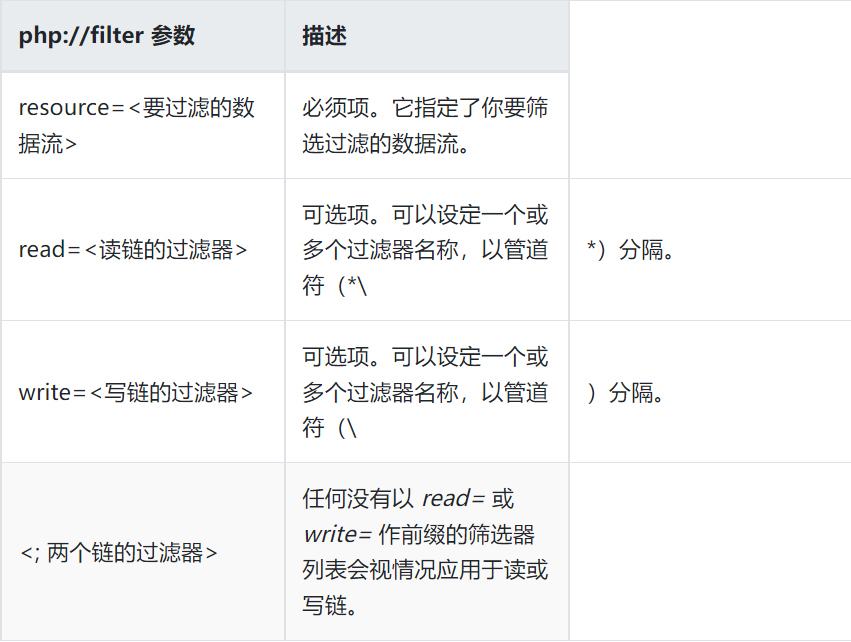 php://filter 参数
描述
resource=<要过滤的数
据流>
必须项。它指定了你要筛
选过滤的数据流。
read=<读链的过滤器>
可选项。可以设定一个或
多个过滤器名称，以管道
符（*\
*）分隔。
write=<写链的过滤器>
可选项。可以设定一个或
多个过滤器名称，以管道
符（\
）分隔。
<; 两个链的过滤器>
任何没有以 read= 或
write= 作前缀的筛选器
列表会视情况应用于读或
写链。